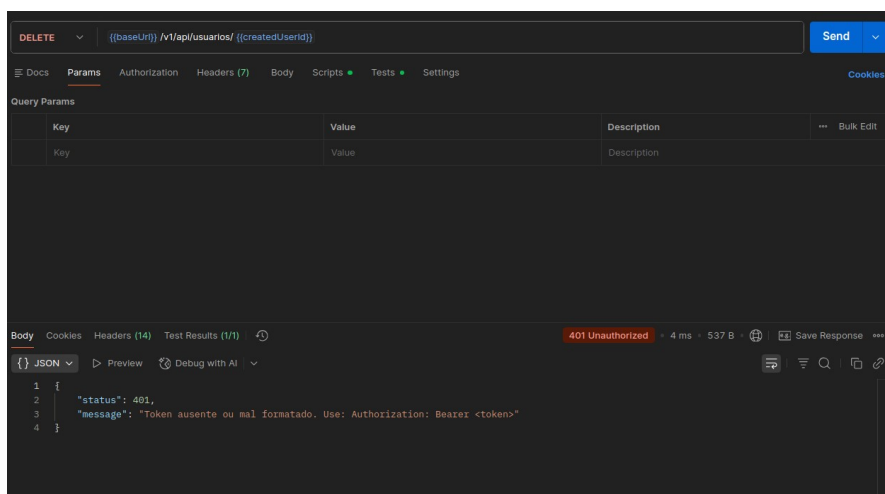 DELETE {{baseUrl}} /v1/api/usuarios/ {{createdUserId}} Send
Docs Params Authorization Headers (7) Body Scripts Tests Settings Cookies
Query Params
Key Value Description ... Bulk Edit
Key Value Description
Body Cookies Headers (14) Test Results (1/1) 401 Unauthorized 4 ms 537 B Save Response ...
{} JSON Preview Debug with AI
1 {
2 "status": 401,
3 "message": "Token ausente ou mal formatado. Use: Authorization: Bearer <token>"
4 }